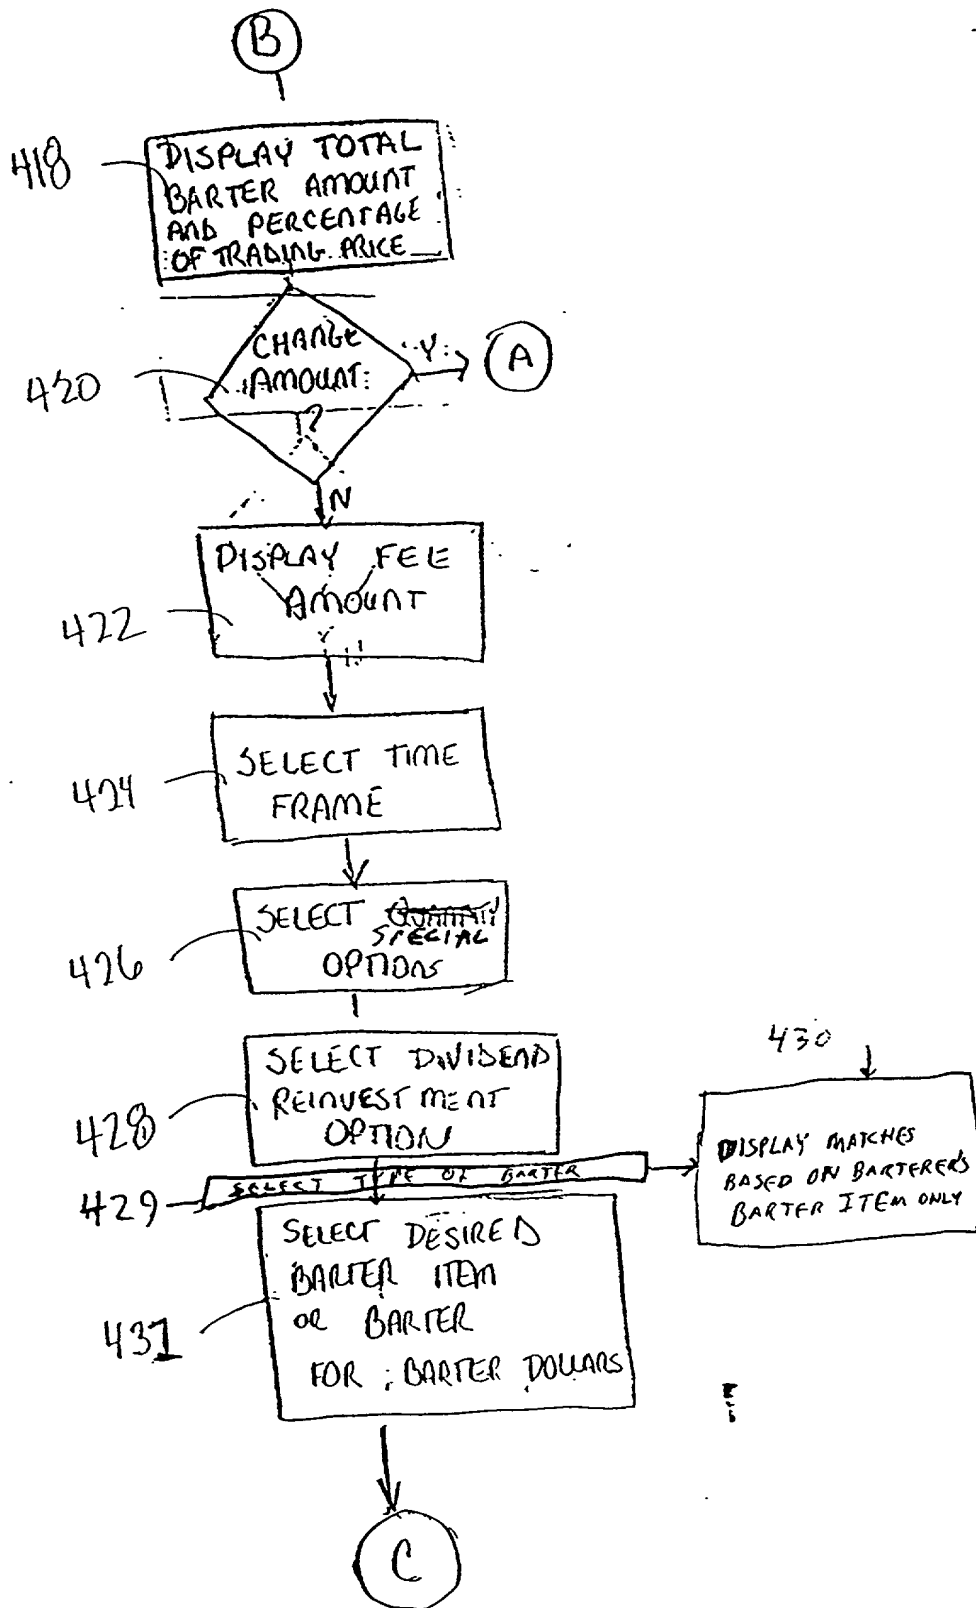 B
418
DISPLAY TOTAL
BARTER AMOUNT
AND PERCENTAGE
OF TRADING PRICE
420
CHANGE
AMOUNT
?
Y
A
N
422
DISPLAY FEE
AMOUNT
424
SELECT TIME
FRAME
426
SELECT
SPECIAL
OPTIONS
428
SELECT DIVIDEND
REINVESTMENT
OPTION
429
SELECT TYPE OF BARTER
430
DISPLAY MATCHES
BASED ON BARTERER'S
BARTER ITEM ONLY
431
SELECT DESIRED
BARTER ITEM
OR BARTER
FOR BARTER DOLLARS
C